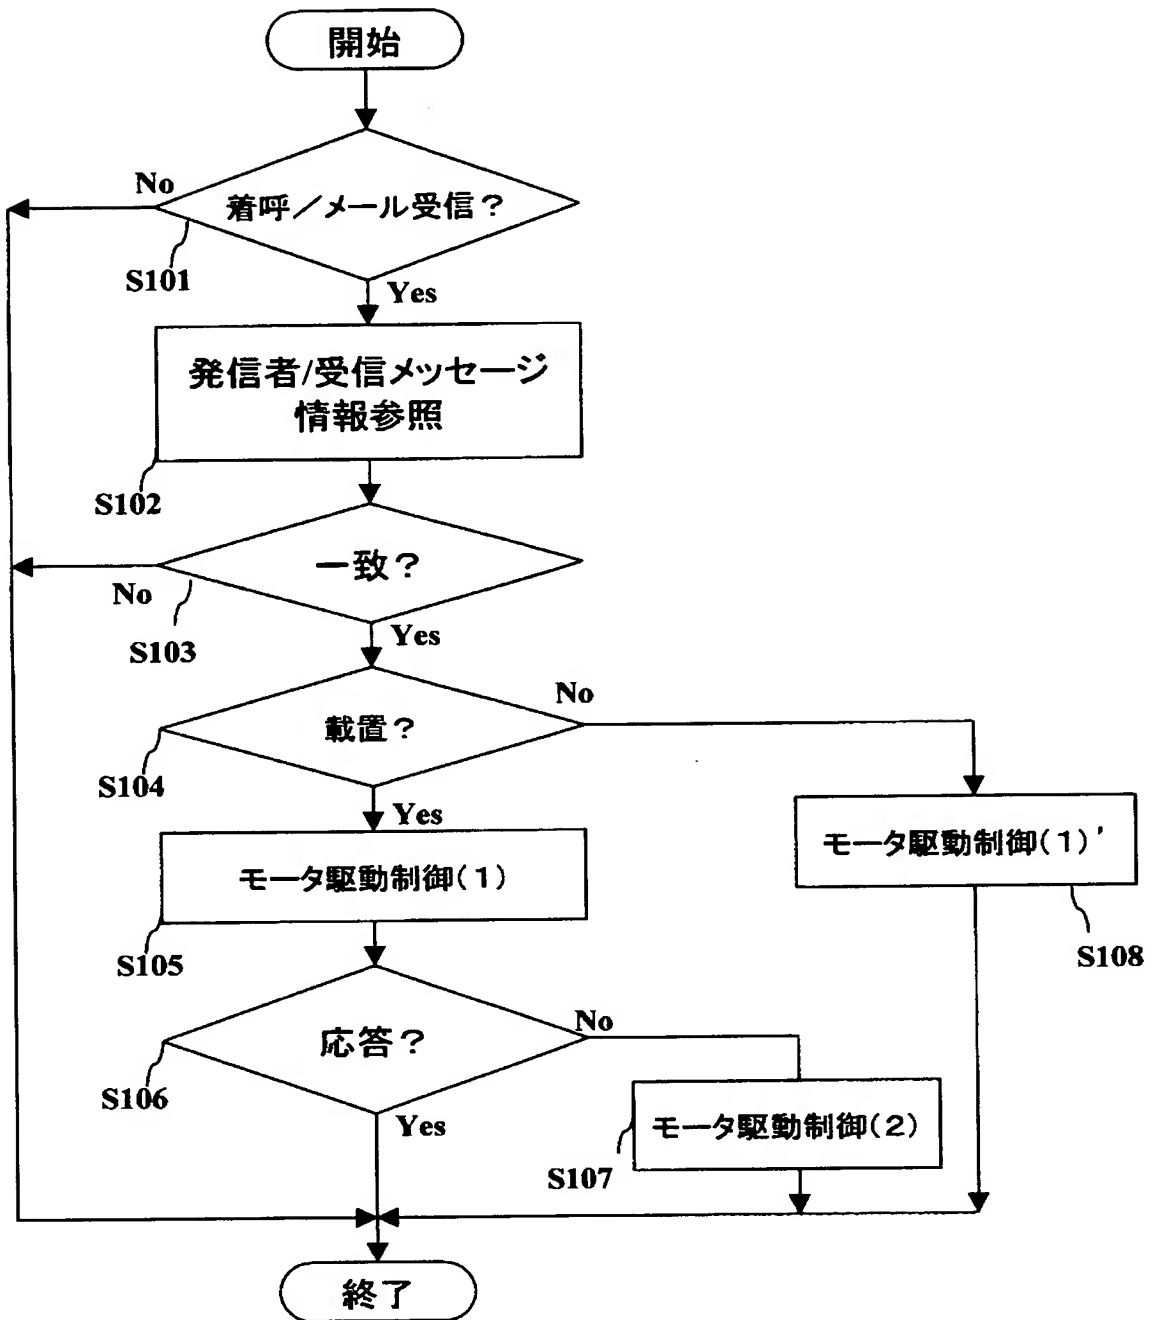 開始
No
着呼／メール受信？
S101
Yes
発信者/受信メッセージ
情報参照
S102
一致？
No
S103
Yes
No
載置？
S104
Yes
モータ駆動制御(1)
モータ駆動制御(1)'
S105
S108
No
応答？
S106
Yes
モータ駆動制御(2)
S107
終了